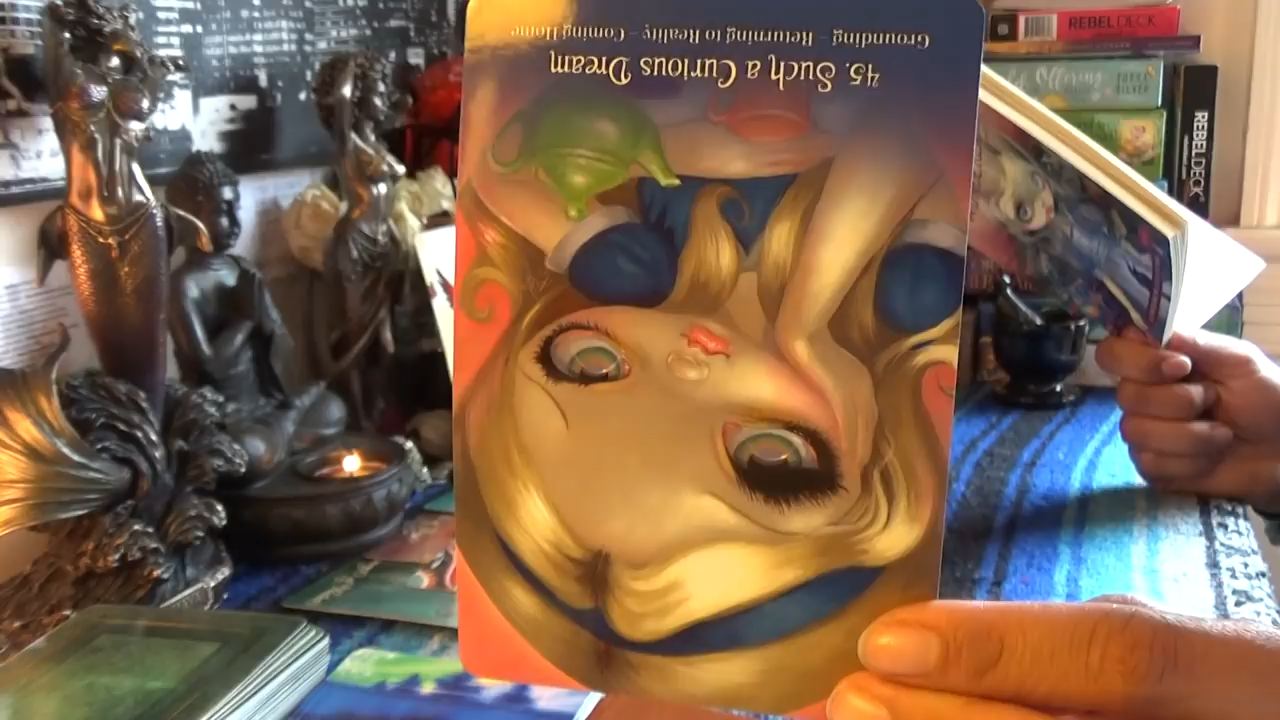 45. Such a Curious Dream
Grounding – Returning to Reality – Coming Home
REBEL DECK
REBEL DECK